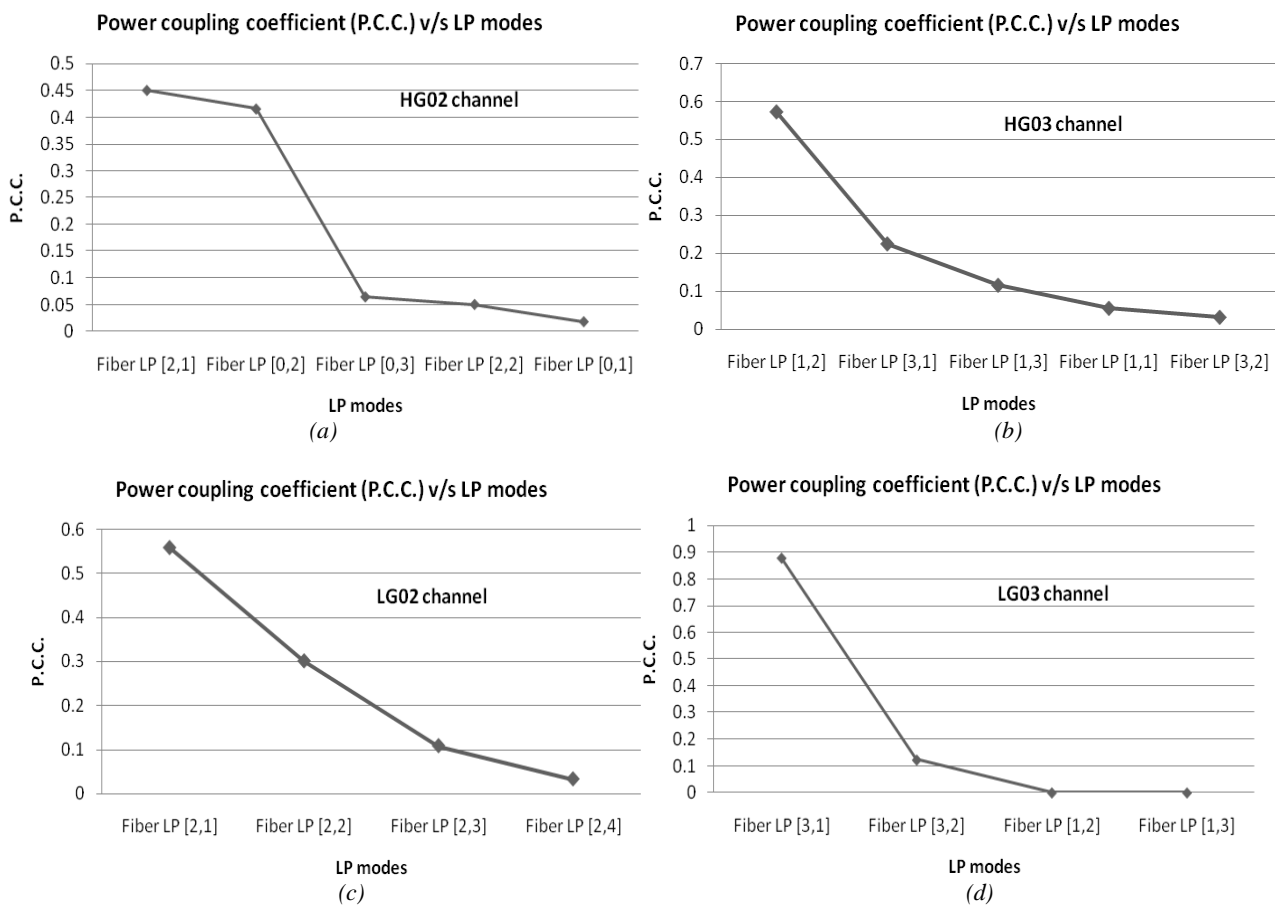 Power coupling coefficient (P.C.C.) v/s LP modes
0.5
0.45
0.4
0.35
0.3
0.25
0.2
0.15
0.1
0.05
0
P.C.C.
HG02 channel
Fiber LP [2,1] Fiber LP [0,2] Fiber LP [0,3] Fiber LP [2,2] Fiber LP [0,1]
LP modes
(a)
Power coupling coefficient (P.C.C.) v/s LP modes
0.7
0.6
0.5
0.4
0.3
0.2
0.1
0
P.C.C.
HG03 channel
Fiber LP [1,2] Fiber LP [3,1] Fiber LP [1,3] Fiber LP [1,1] Fiber LP [3,2]
LP modes
(b)
Power coupling coefficient (P.C.C.) v/s LP modes
0.6
0.5
0.4
0.3
0.2
0.1
0
P.C.C.
LG02 channel
Fiber LP [2,1] Fiber LP [2,2] Fiber LP [2,3] Fiber LP [2,4]
LP modes
(c)
Power coupling coefficient (P.C.C.) v/s LP modes
1
0.9
0.8
0.7
0.6
0.5
0.4
0.3
0.2
0.1
0
P.C.C.
LG03 channel
Fiber LP [3,1] Fiber LP [3,2] Fiber LP [1,2] Fiber LP [1,3]
LP modes
(d)